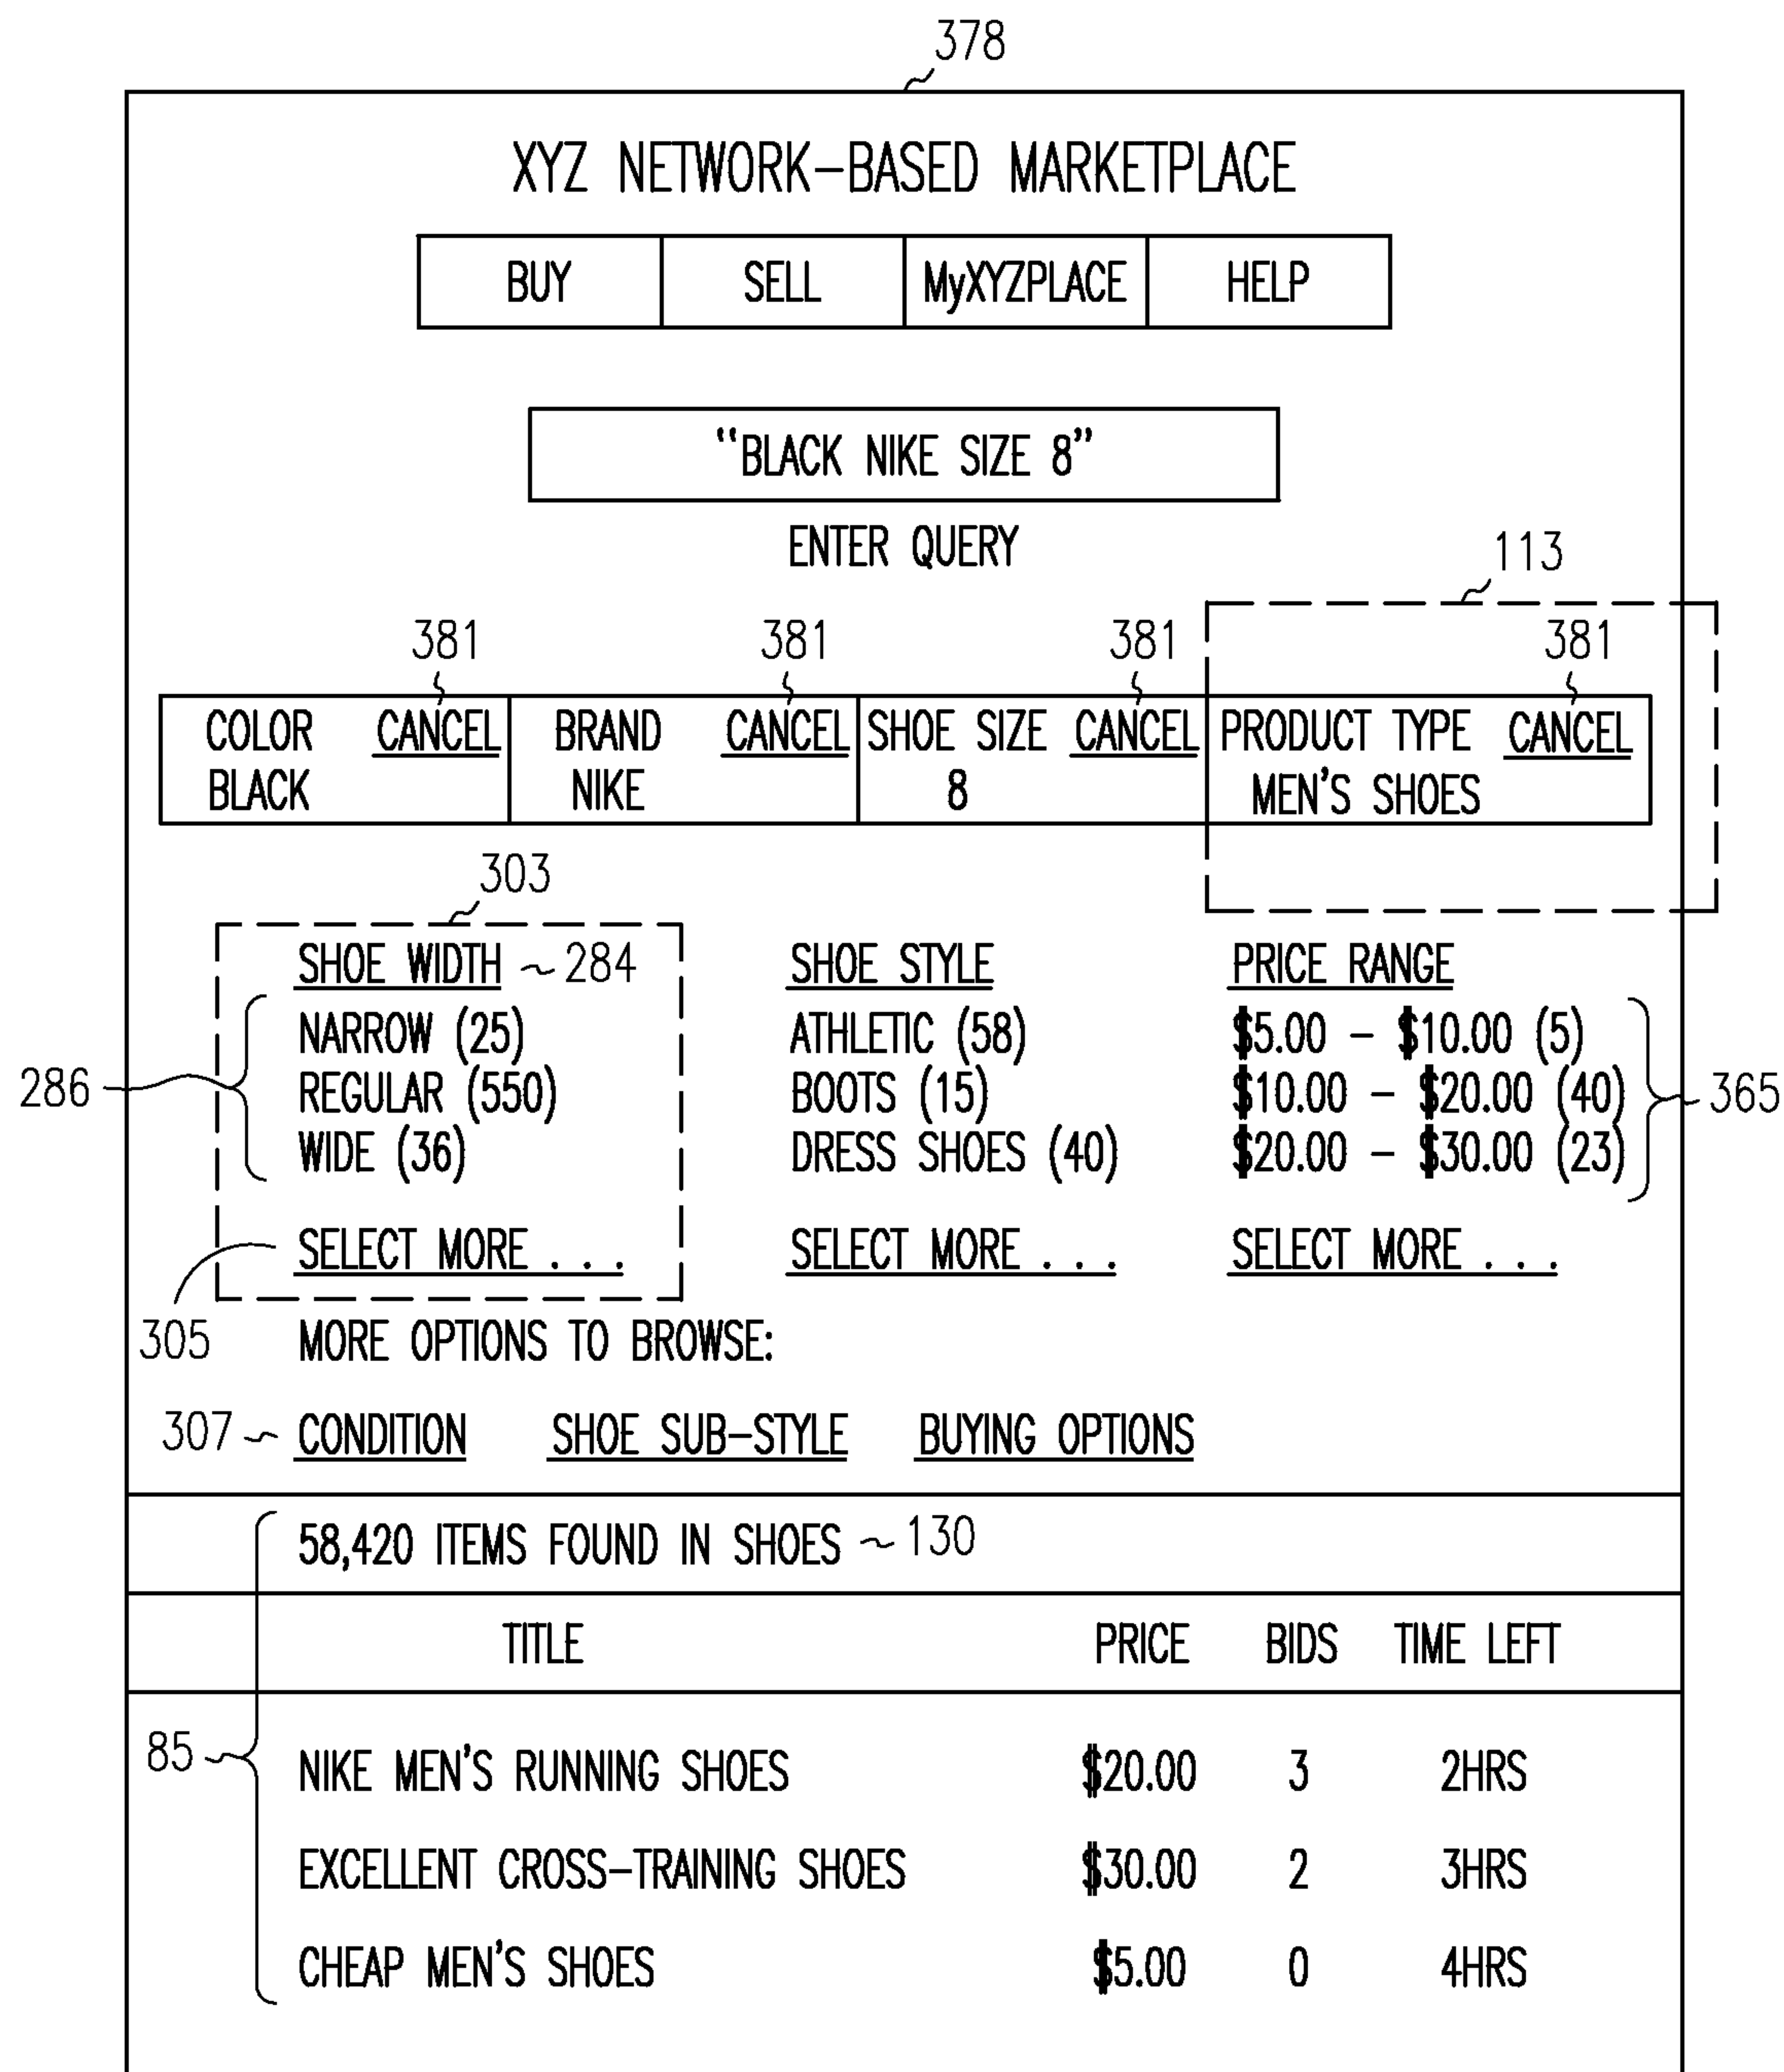 378
XYZ NETWORK-BASED MARKETPLACE
BUY SELL MyXYZPLACE HELP
“BLACK NIKE SIZE 8”
ENTER QUERY
113
381 381 381 381
COLOR CANCEL BRAND CANCEL SHOE SIZE CANCEL PRODUCT TYPE CANCEL
BLACK NIKE 8 MEN'S SHOES
303
SHOE WIDTH 284 SHOE STYLE PRICE RANGE
NARROW (25) ATHLETIC (58) $5.00 - $10.00 (5)
286 REGULAR (550) BOOTS (15) $10.00 - $20.00 (40) 365
WIDE (36) DRESS SHOES (40) $20.00 - $30.00 (23)
SELECT MORE . . . SELECT MORE . . . SELECT MORE . . .
305 MORE OPTIONS TO BROWSE:
307 CONDITION SHOE SUB-STYLE BUYING OPTIONS
58,420 ITEMS FOUND IN SHOES 130
TITLE PRICE BIDS TIME LEFT
85 NIKE MEN'S RUNNING SHOES $20.00 3 2HRS
EXCELLENT CROSS-TRAINING SHOES $30.00 2 3HRS
CHEAP MEN'S SHOES $5.00 0 4HRS